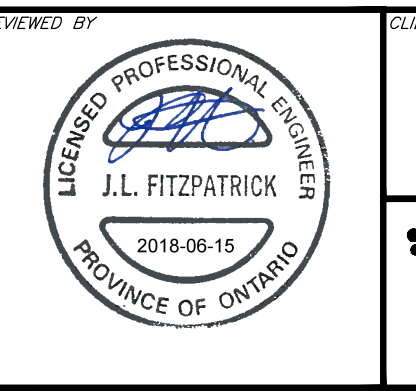 EVIEWED BY
CLI
LICENSED PROFESSIONAL ENGINEER
J.L. FITZPATRICK
2018-06-15
PROVINCE OF ONTARIO